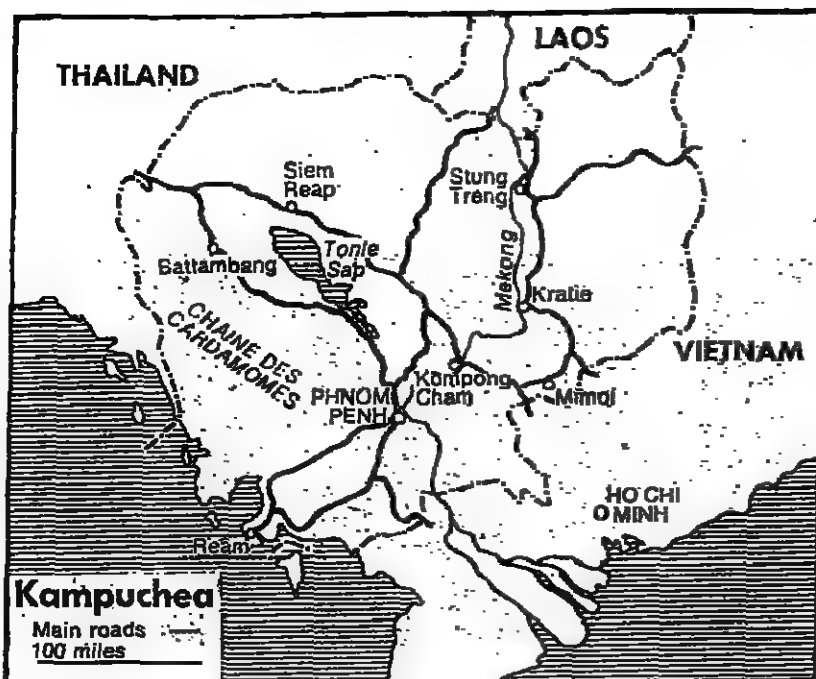 LAOS
THAILAND
Siem
Reap
Stung
Treng
Tonle
Sap
Battambang
Mekong
Kratie
CHAINE DES
CARDAMOMES
VIETNAM
Kompong
Cham
PHNOM
PENH
Mimot
HO CHI
MINH
Ream
Kampuchea
Main roads
100 miles